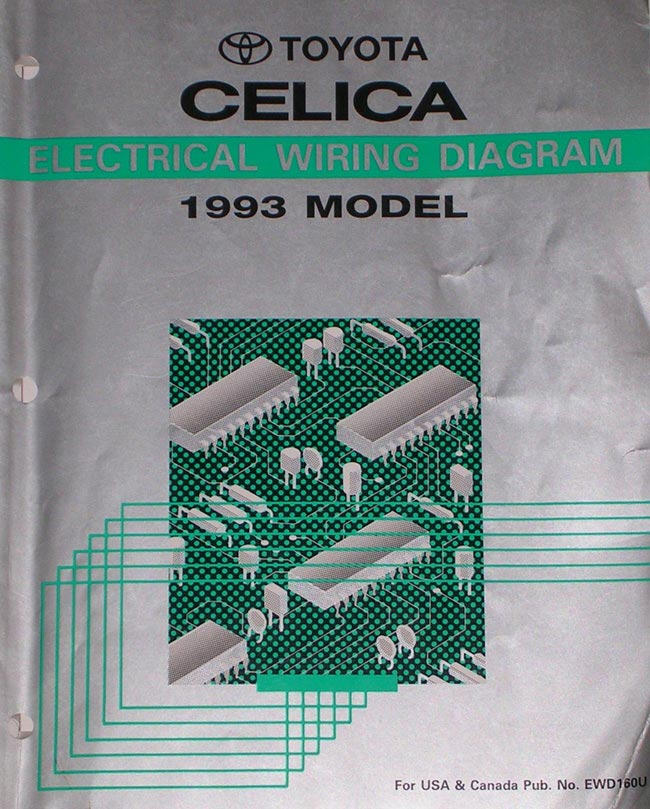 TOYOTA
CELICA
ELECTRICAL WIRING DIAGRAM
1993 MODEL
For USA & Canada Pub. No. EWD160U